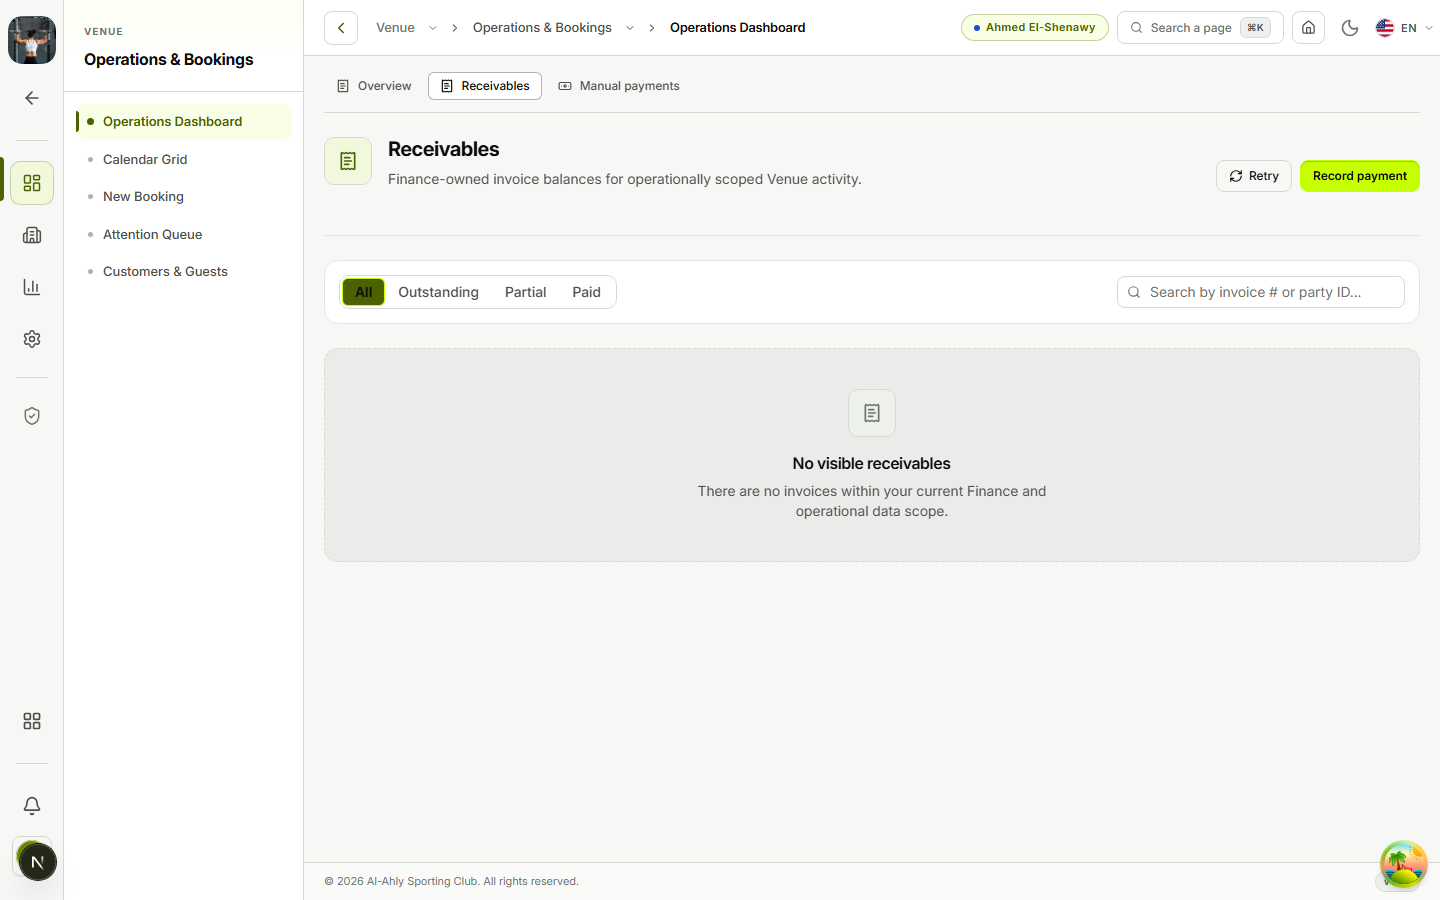 VENUE
Operations & Bookings
Operations Dashboard
Calendar Grid
New Booking
Attention Queue
Customers & Guests
Venue
Operations & Bookings
Operations Dashboard
Ahmed El-Shenawy
Search a page
⌘K
EN
Overview
Receivables
Manual payments
Receivables
Finance-owned invoice balances for operationally scoped Venue activity.
Retry
Record payment
All
Outstanding
Partial
Paid
Search by invoice # or party ID...
No visible receivables
There are no invoices within your current Finance and
operational data scope.
N
© 2026 Al-Ahly Sporting Club. All rights reserved.